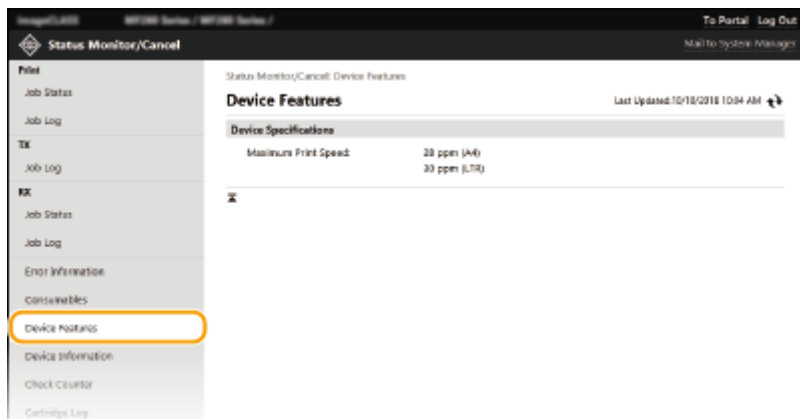 To Portal Log Out
Status Monitor/Cancel
Mail to System Manager
Print
Job Status
Job Log
TX
Job Log
RX
Job Status
Job Log
Error Information
Consumables
Device Features
Device Information
Check Counter
Cartridge Log
Status Monitor/Cancel: Device Features
Device Features
Last Updated:10/18/2018 10:04 AM
Device Specifications
Maximum Print Speed: 28 ppm (A4)
30 ppm (LTR)